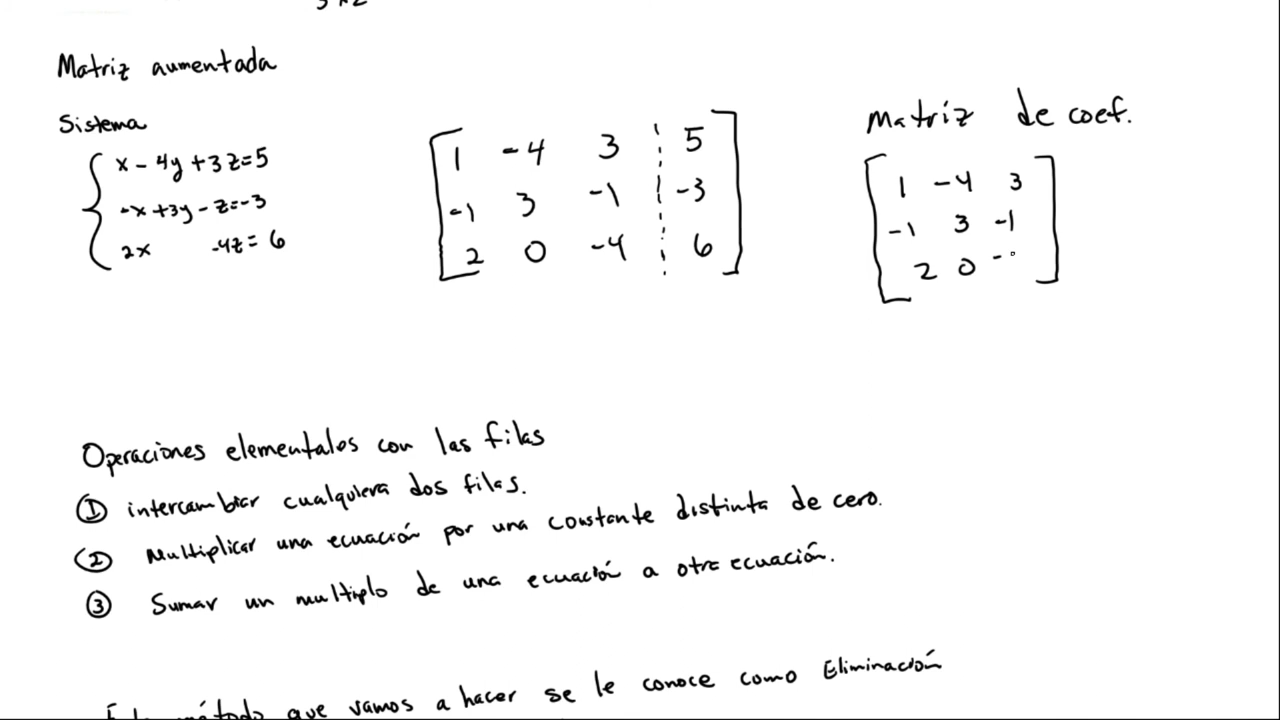 Matriz aumentada
Sistema
x - 4y + 3z = 5
-x + 3y - z = -3
2x -4z = 6
1 -4 3 5
-1 3 -1 -3
2 0 -4 6
Matriz de coef.
1 -4 3
-1 3 -1
2 0 -
Operaciones elementales con las filas
① intercambiar cualquiera dos filas.
② Multiplicar una ecuación por una constante distinta de cero.
③ Sumar un multiplo de una ecuación a otra ecuación.
que vamos a hacer se le conoce como Eliminación